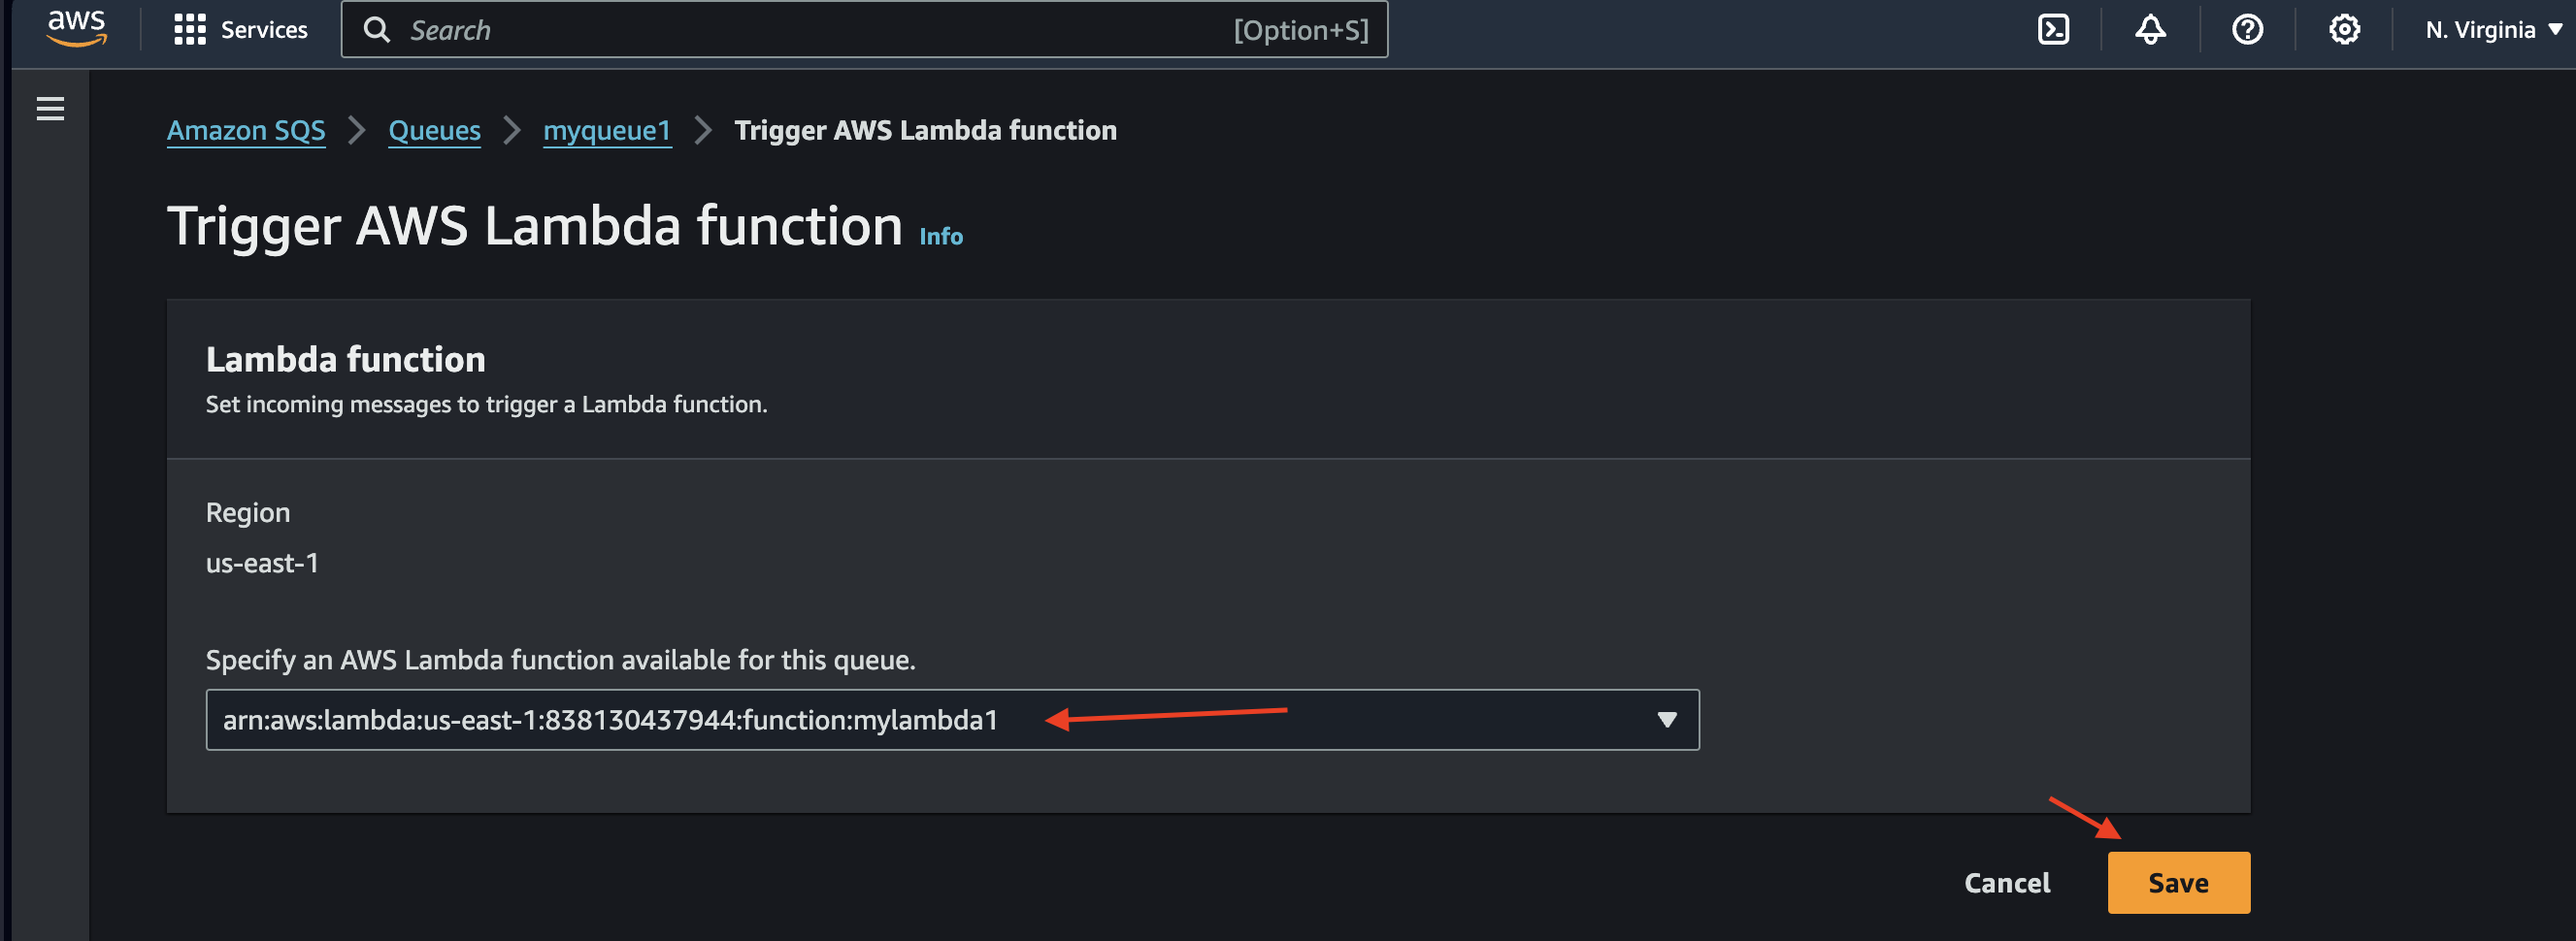 aws Services Search [Option+S] N. Virginia
Amazon SQS Queues myqueue1 Trigger AWS Lambda function
Trigger AWS Lambda function Info
Lambda function
Set incoming messages to trigger a Lambda function.
Region
us-east-1
Specify an AWS Lambda function available for this queue.
arn:aws:lambda:us-east-1:838130437944:function:mylambda1
Cancel Save